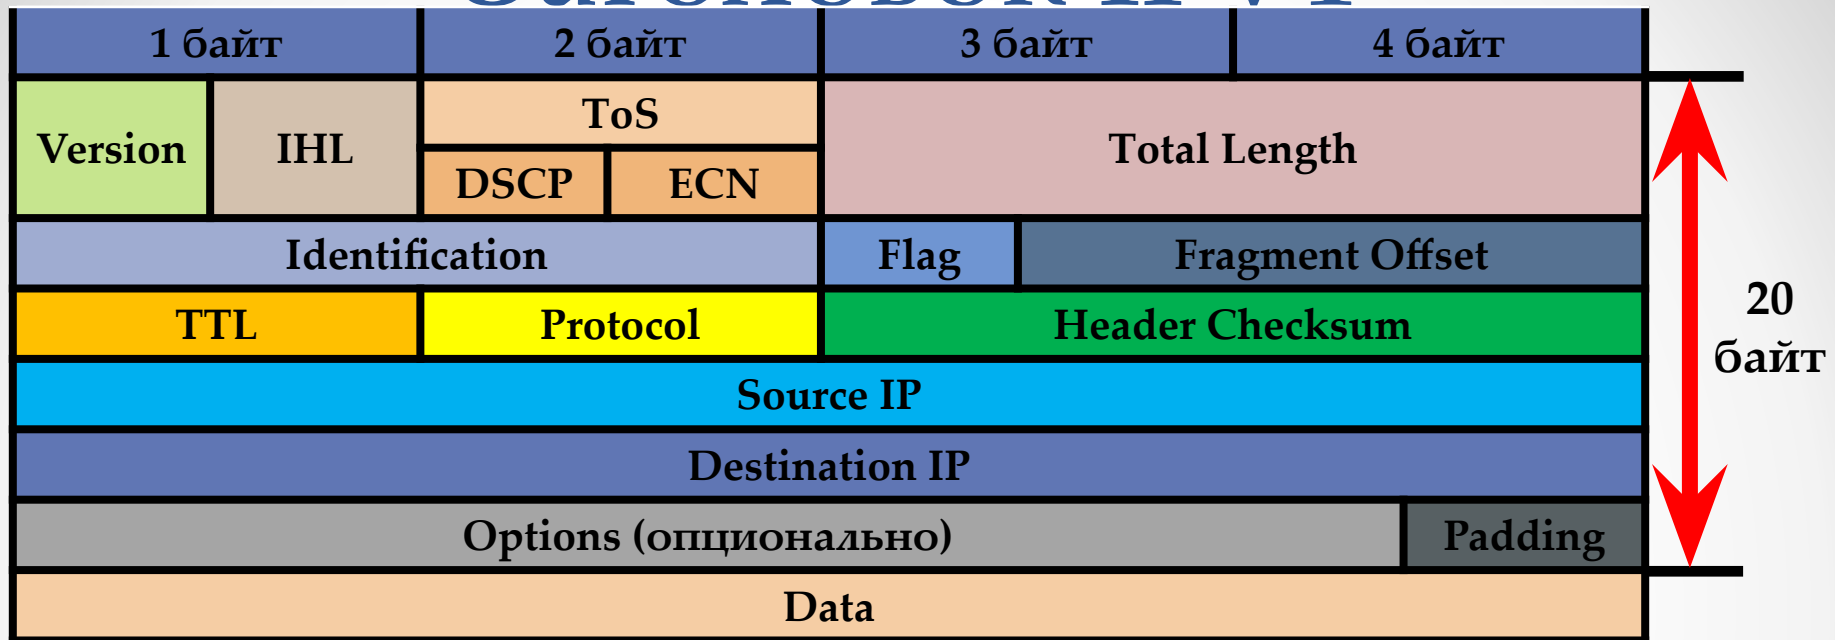 1 байт 2 байт 3 байт 4 байт
Version IHL ToS Total Length
DSCP ECN
Identification Flag Fragment Offset
TTL Protocol Header Checksum
Source IP
Destination IP
Options (опционально) Padding
Data
20
байт